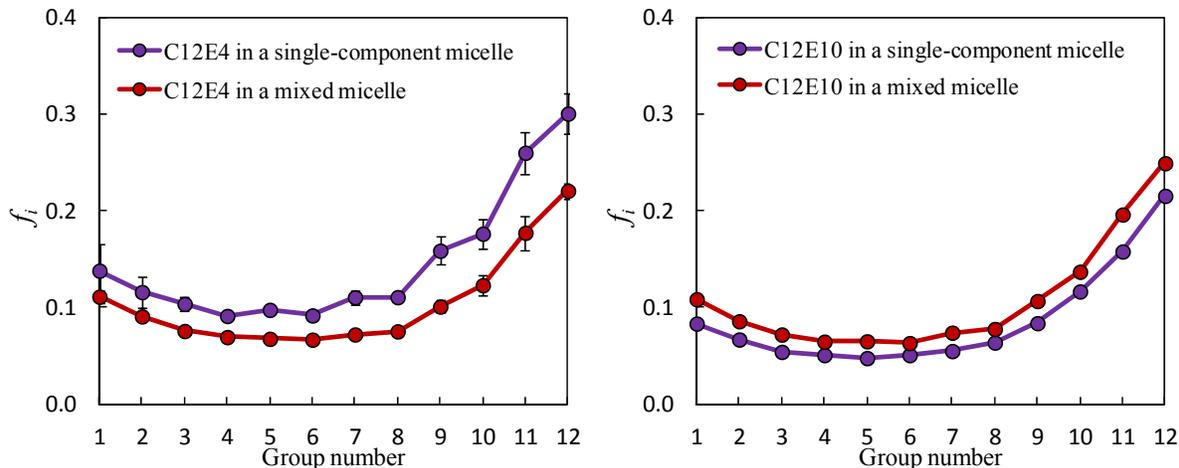 0.4
C12E4 in a single-component micelle
C12E4 in a mixed micelle
0.3
0.2
0.1
0.0
f_i
1 2 3 4 5 6 7 8 9 10 11 12
Group number
0.4
C12E10 in a single-component micelle
C12E10 in a mixed micelle
0.3
0.2
0.1
0.0
f_i
1 2 3 4 5 6 7 8 9 10 11 12
Group number